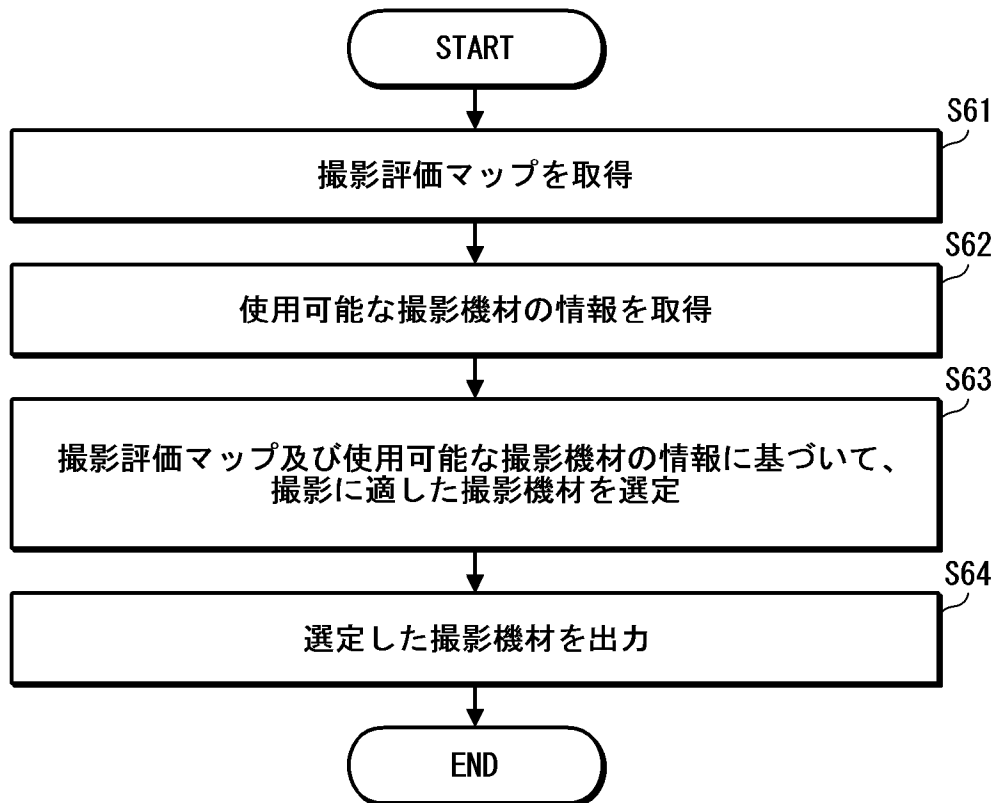 START
S61
撮影評価マップを取得
S62
使用可能な撮影機材の情報を取得
S63
撮影評価マップ及び使用可能な撮影機材の情報に基づいて、
撮影に適した撮影機材を選定
S64
選定した撮影機材を出力
END